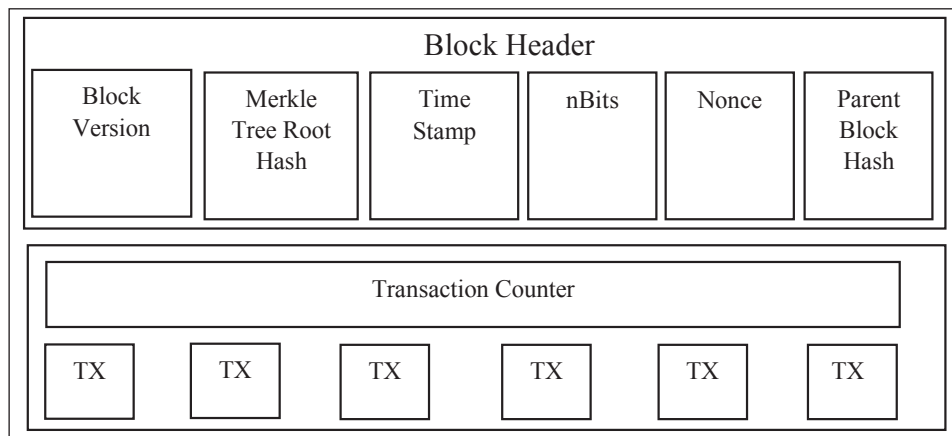 Block Header
Block
Version
Merkle
Tree Root
Hash
Time
Stamp
nBits
Nonce
Parent
Block
Hash
Transaction Counter
TX
TX
TX
TX
TX
TX